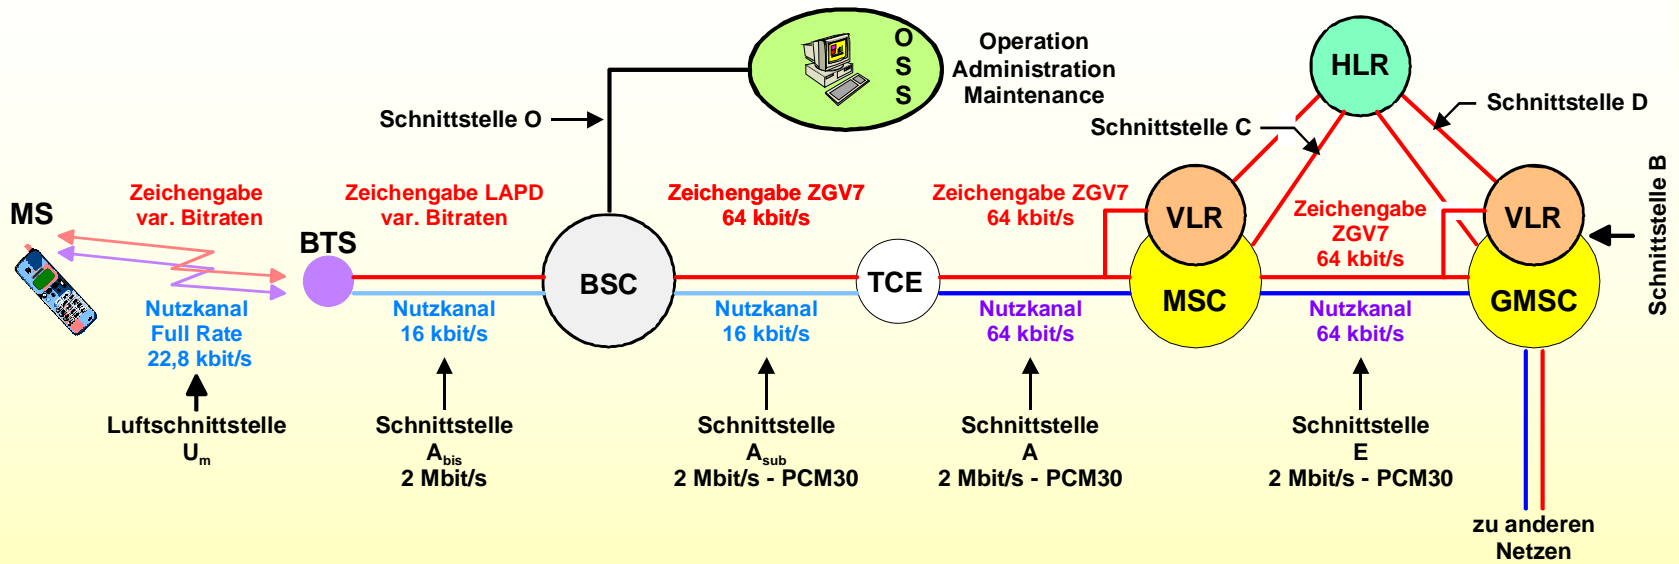 O
S
S
Operation
Administration
Maintenance
HLR
Schnittstelle O
Schnittstelle C
Schnittstelle D
Schnittstelle B
MS
Zeichengabe
var. Bitraten
BTS
Zeichengabe LAPD
var. Bitraten
BSC
Zeichengabe ZGV7
64 kbit/s
TCE
Zeichengabe ZGV7
64 kbit/s
VLR
MSC
Zeichengabe
ZGV7
64 kbit/s
VLR
GMSC
Nutzkanal
Full Rate
22,8 kbit/s
Nutzkanal
16 kbit/s
Nutzkanal
16 kbit/s
Nutzkanal
64 kbit/s
Nutzkanal
64 kbit/s
Luftschnittstelle
Um
Schnittstelle
Abis
2 Mbit/s
Schnittstelle
Asub
2 Mbit/s - PCM30
Schnittstelle
A
2 Mbit/s - PCM30
Schnittstelle
E
2 Mbit/s - PCM30
zu anderen
Netzen